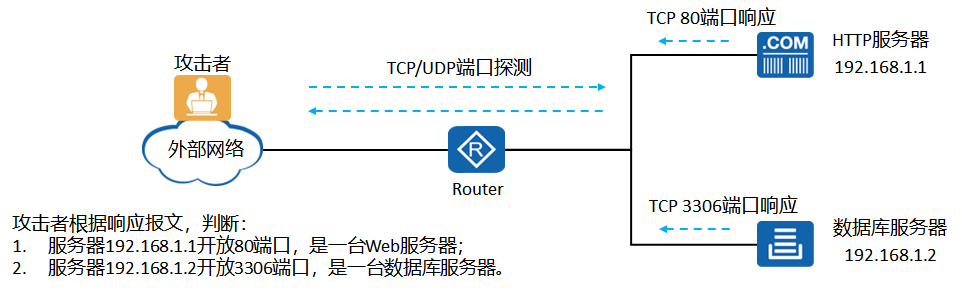 TCP 80端口响应
.COM
HTTP服务器
192.168.1.1
攻击者
TCP/UDP端口探测
外部网络
R
Router
TCP 3306端口响应
数据库服务器
192.168.1.2
攻击者根据响应报文，判断：
1. 服务器192.168.1.1开放80端口，是一台Web服务器；
2. 服务器192.168.1.2开放3306端口，是一台数据库服务器。